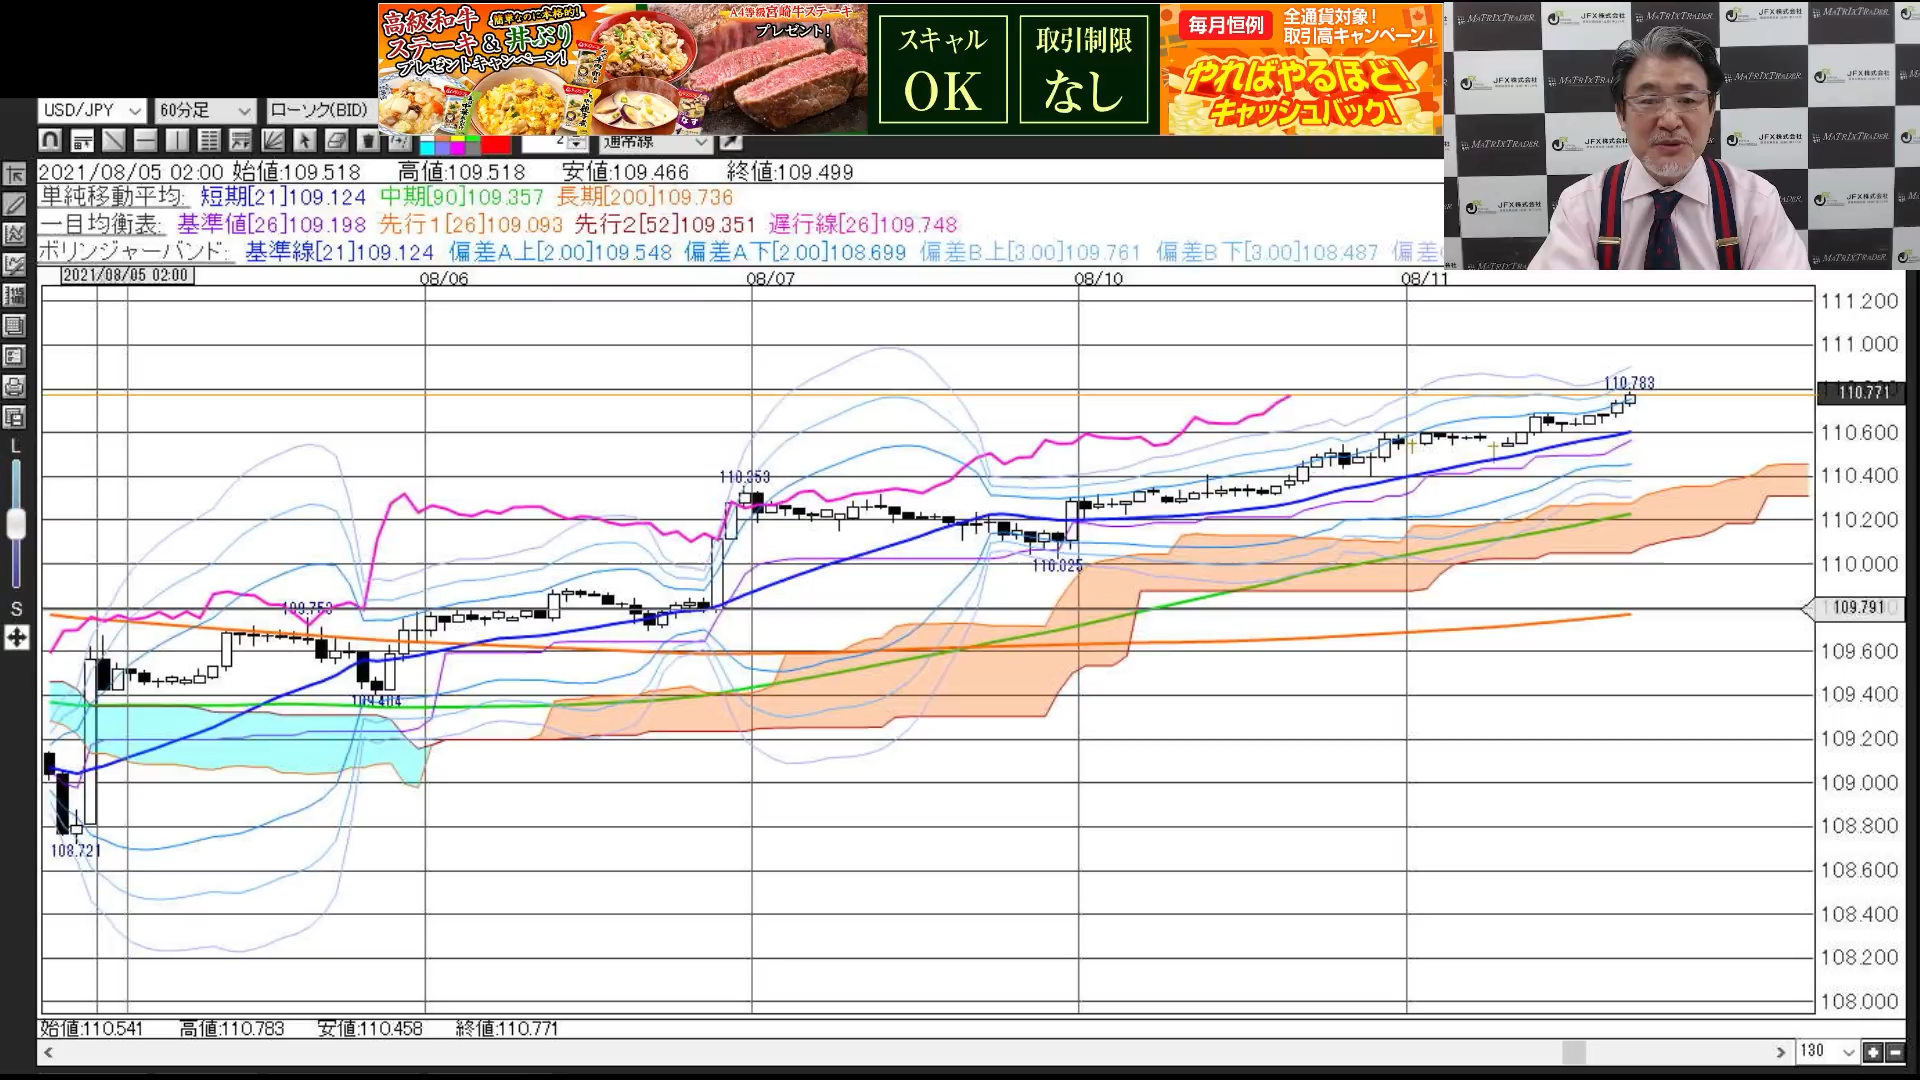 高級和牛
簡単なのに本格的!
ステーキ&丼ぶり
プレゼントキャンペーン!
A4等級宮崎牛ステーキ
プレゼント!
スキャル
OK
取引制限
なし
毎月恒例
全通貨対象!
取引高キャンペーン!
やればやるほど!
キャッシュバック!
JFX株式会社
MATRIXTRADER
USD/JPY
60分足
ローソク(BID)
2
通常線
2021/08/05 02:00 始値:109.518 高値:109.518 安値:109.466 終値:109.499
単純移動平均: 短期[21]109.124 中期[90]109.357 長期[200]109.736
一目均衡表: 基準値[26]109.198 先行1[26]109.093 先行2[52]109.351 遅行線[26]109.748
ボリンジャーバンド: 基準線[21]109.124 偏差A上[2.00]109.548 偏差A下[2.00]108.699 偏差B上[3.00]109.761 偏差B下[3.00]108.487 偏差
2021/08/05 02:00
08/06
08/07
08/10
08/11
111.200
111.000
110.783
110.771
110.600
110.400
110.353
110.200
110.025
110.000
109.791
109.753
109.600
109.404
109.400
109.200
109.000
108.800
108.721
108.600
108.400
108.200
108.000
L
S
始値:110.541 高値:110.783 安値:110.458 終値:110.771
130